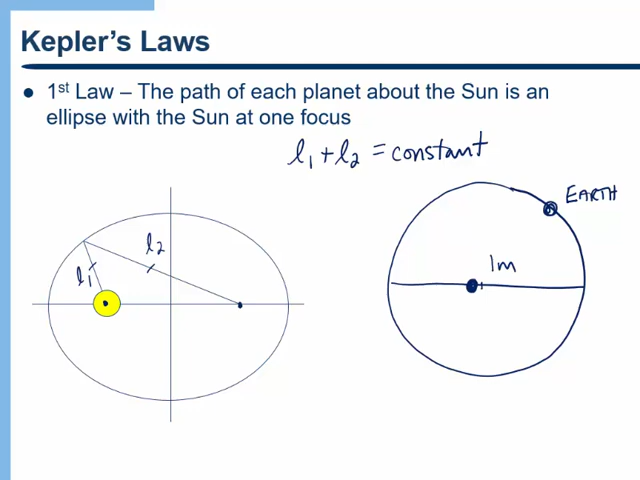 Kepler's Laws
1st Law – The path of each planet about the Sun is an
ellipse with the Sun at one focus
l₁ + l₂ = constant
EARTH
l₂
1m
l₁